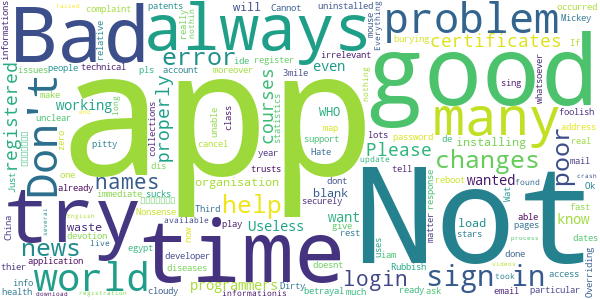 failed
informations
Bad
relative
complaint
issues people technical
patents
really
nothin
always
error
Cannot
will
ide register
even
uninstalled
mouse
Everything
burying
If
problem
Mickey
occurred
certificates
irrelevant
nothing
app
good
3mile
pls account
moreover
make
unclear
working
long
registered
Don't
properly
collections
courses
statistics
WHO
Hate
map
sing
many
whatsoever
foolish
immediate
zero
Just
class
unable
cancel
support
lots
Please
password
de
installing
address
real
names
pitty
year
dont
update
tell
changes
mail
poor
one
already
China
sucks
dis
organisation
trusts
blank
securely
reboot
wanted
Wat
found
Ok
try
time
Not
Third
help
want
response
matter
load
stars
know
fast
dates
news
waste
devotion
Nonsense
available
now
play
Useless
give
rest
uses
iam
able
pages
process
done
access
several
English
live
egypt
developer
diseases
doesnt
login
sign in
videos
took
Overriding
thier
application
world
programmers
Rubbish
info
health
download
registration
cloudy
betrayal
informationis
Dirty
much
ready
ask
email
particular